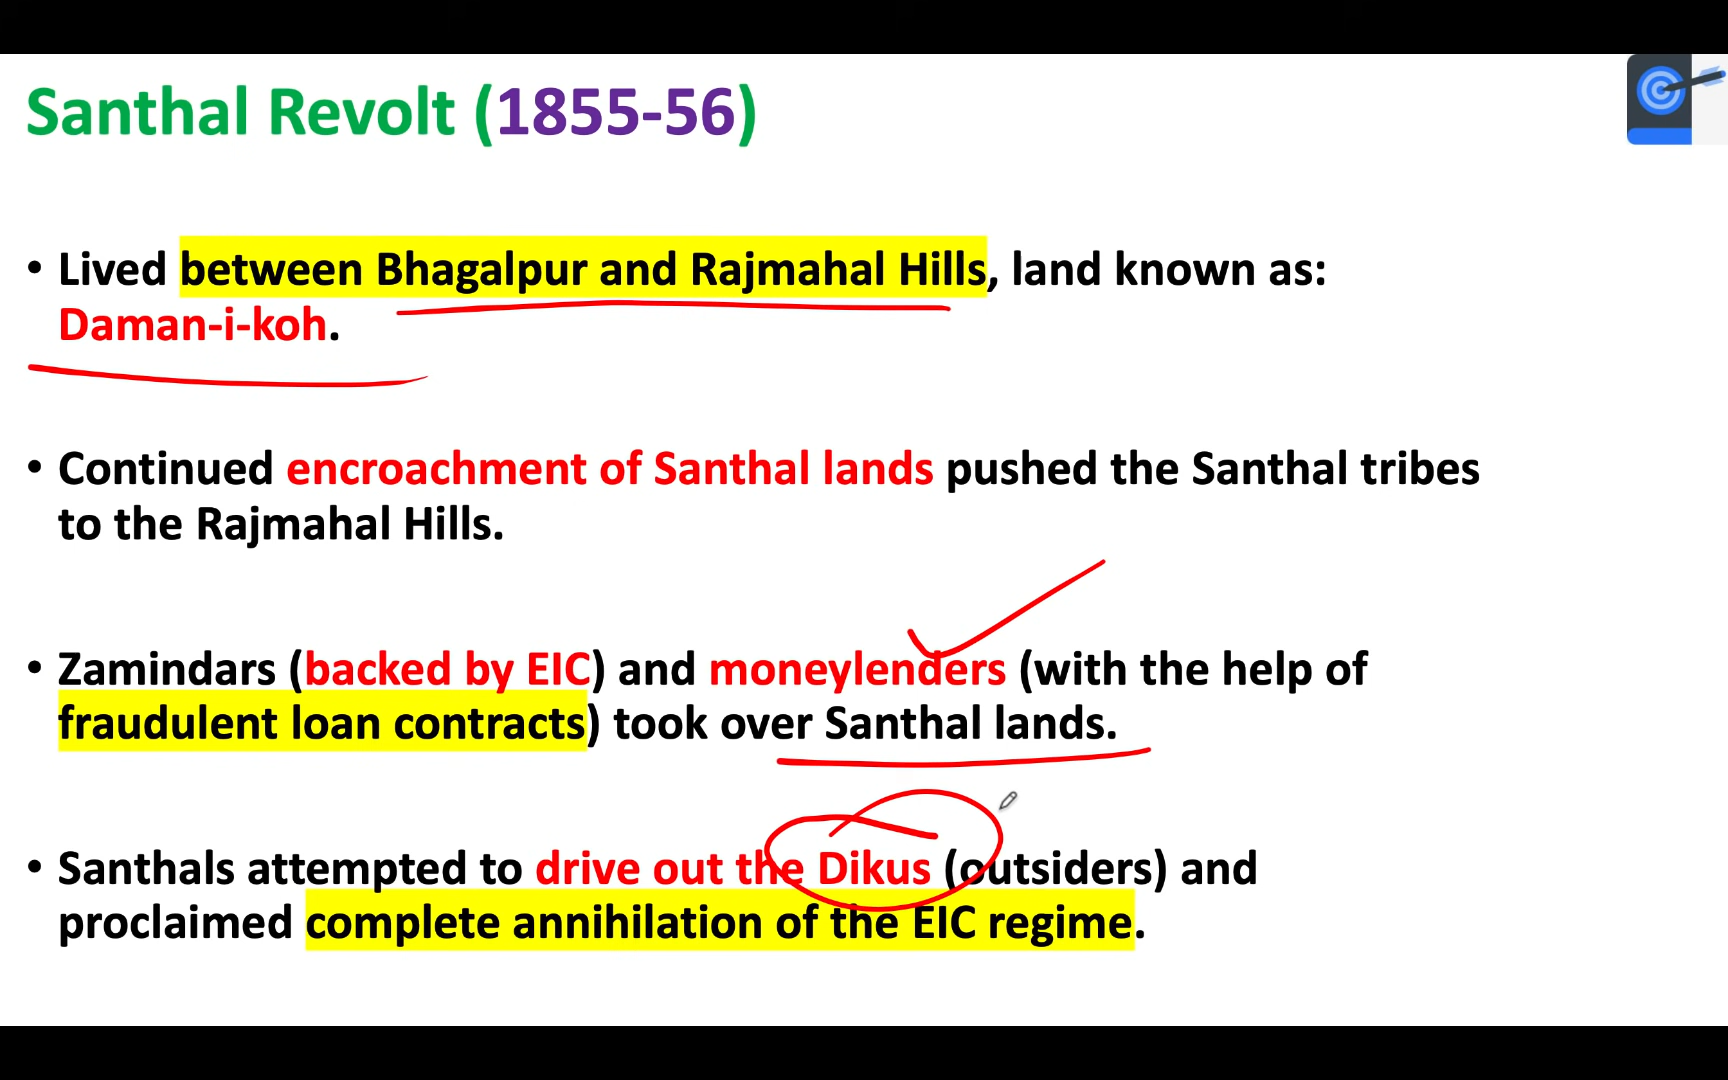 Santhal Revolt (1855-56)
• Lived between Bhagalpur and Rajmahal Hills, land known as:
Daman-i-koh.
• Continued encroachment of Santhal lands pushed the Santhal tribes
to the Rajmahal Hills.
• Zamindars (backed by EIC) and moneylenders (with the help of
fraudulent loan contracts) took over Santhal lands.
• Santhals attempted to drive out the Dikus (outsiders) and
proclaimed complete annihilation of the EIC regime.